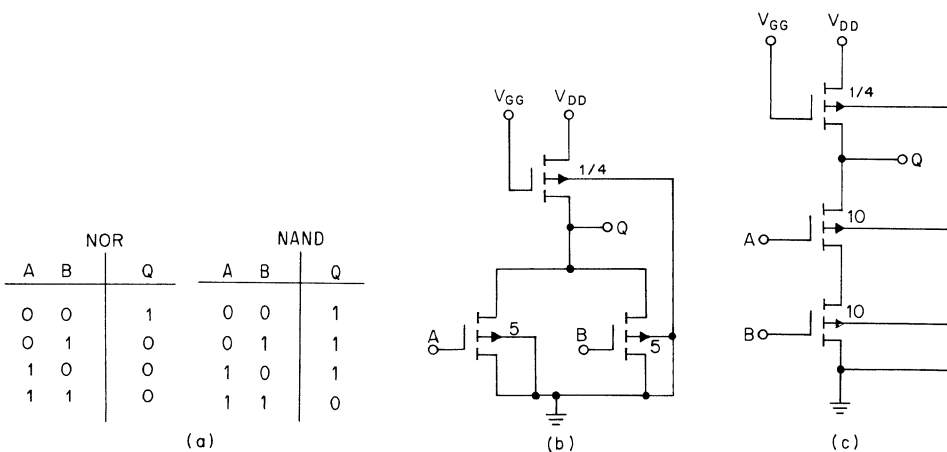 NOR
A B Q
0 0 1
0 1 0
1 0 0
1 1 0
NAND
A B Q
0 0 1
0 1 1
1 0 1
1 1 0
(a)
V_GG V_DD
1/4
Q
A 5
B 5
(b)
V_GG V_DD
1/4
Q
A 10
B 10
(c)